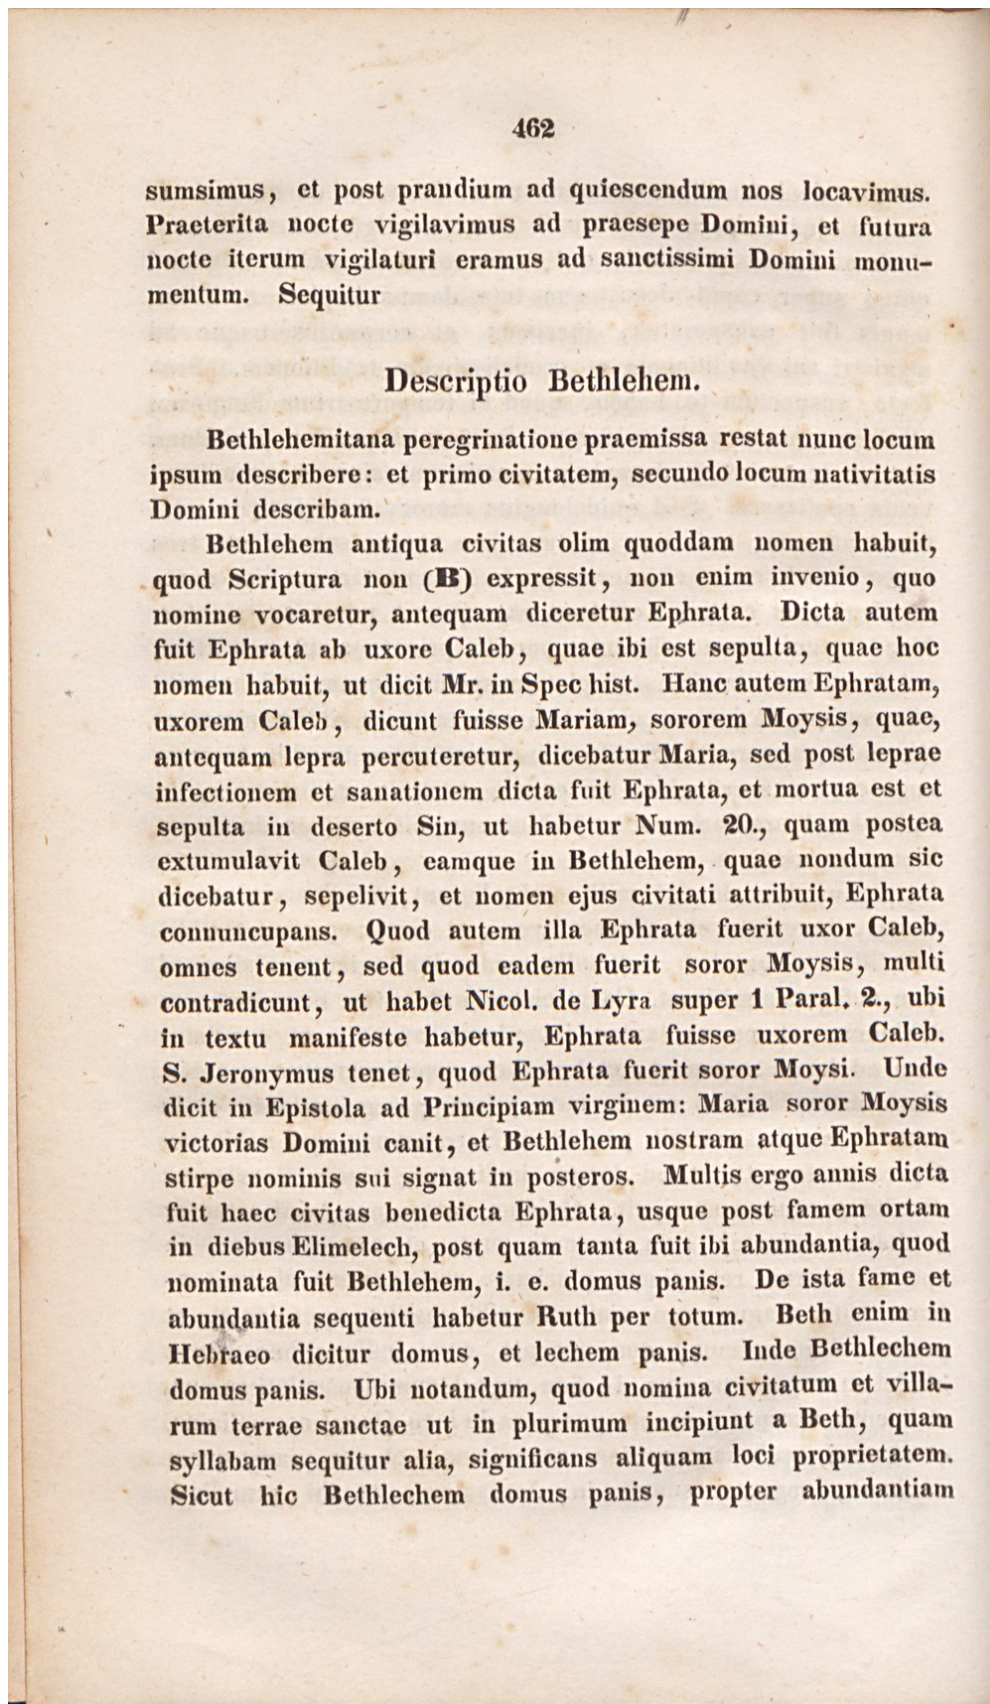 462
sumsimus, et post prandium ad quiescendum nos locavimus.
Praeterita nocte vigilavimus ad praesepe Domini, et futura
nocte iterum vigilaturi eramus ad sanctissimi Domini monu-
mentum. Sequitur
Descriptio Bethlehem.
Bethlehemitana peregrinatione praemissa restat nunc locum
ipsum describere: et primo civitatem, secundo locum nativitatis
Domini describam.
Bethlehem antiqua civitas olim quoddam nomen habuit,
quod Scriptura non (B) expressit, non enim invenio, quo
nomine vocaretur, antequam diceretur Ephrata. Dicta autem
fuit Ephrata ab uxore Caleb, quae ibi est sepulta, quae hoc
nomen habuit, ut dicit Mr. in Spec hist. Hanc autem Ephratam,
uxorem Caleb, dicunt fuisse Mariam, sororem Moysis, quae,
antequam lepra percuteretur, dicebatur Maria, sed post leprae
infectionem et sanationem dicta fuit Ephrata, et mortua est et
sepulta in deserto Sin, ut habetur Num. 20., quam postea
extumulavit Caleb, eamque in Bethlehem, quae nondum sic
dicebatur, sepelivit, et nomen ejus civitati attribuit, Ephrata
connuncupans. Quod autem illa Ephrata fuerit uxor Caleb,
omnes tenent, sed quod eadem fuerit soror Moysis, multi
contradicunt, ut habet Nicol. de Lyra super 1 Paral. 2., ubi
in textu manifeste habetur, Ephrata fuisse uxorem Caleb.
S. Jeronymus tenet, quod Ephrata fuerit soror Moysi. Unde
dicit in Epistola ad Principiam virginem: Maria soror Moysis
victorias Domini canit, et Bethlehem nostram atque Ephratam
stirpe nominis sui signat in posteros. Multis ergo annis dicta
fuit haec civitas benedicta Ephrata, usque post famem ortam
in diebus Elimelech, post quam tanta fuit ibi abundantia, quod
nominata fuit Bethlehem, i. e. domus panis. De ista fame et
abundantia sequenti habetur Ruth per totum. Beth enim in
Hebraeo dicitur domus, et lechem panis. Inde Bethlechem
domus panis. Ubi notandum, quod nomina civitatum et villa-
rum terrae sanctae ut in plurimum incipiunt a Beth, quam
syllabam sequitur alia, significans aliquam loci proprietatem.
Sicut hic Bethlechem domus panis, propter abundantiam